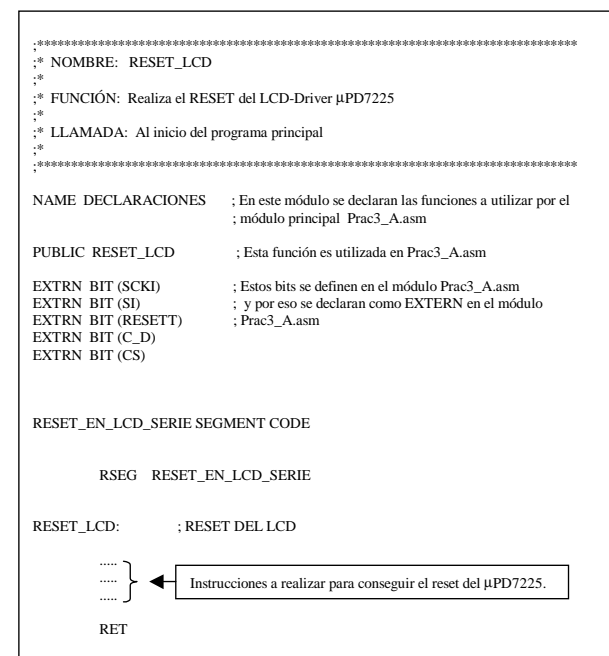 ;********************************************************************************
;* NOMBRE: RESET_LCD
;*
;* FUNCIÓN: Realiza el RESET del LCD-Driver µPD7225
;*
;* LLAMADA: Al inicio del programa principal
;*
;********************************************************************************
NAME DECLARACIONES ; En este módulo se declaran las funciones a utilizar por el
; módulo principal Prac3_A.asm
PUBLIC RESET_LCD ; Esta función es utilizada en Prac3_A.asm
EXTRN BIT (SCKI) ; Estos bits se definen en el módulo Prac3_A.asm
EXTRN BIT (SI) ; y por eso se declaran como EXTERN en el módulo
EXTRN BIT (RESETT) ; Prac3_A.asm
EXTRN BIT (C_D)
EXTRN BIT (CS)
RESET_EN_LCD_SERIE SEGMENT CODE
RSEG RESET_EN_LCD_SERIE
RESET_LCD: ; RESET DEL LCD
.....
..... Instrucciones a realizar para conseguir el reset del µPD7225.
.....
RET